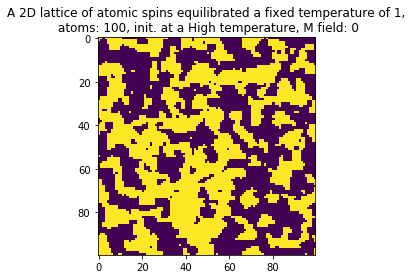 A 2D lattice of atomic spins equilibrated a fixed temperature of 1,
atoms: 100, init. at a High temperature, M field: 0
0
20
40
60
80
0 20 40 60 80